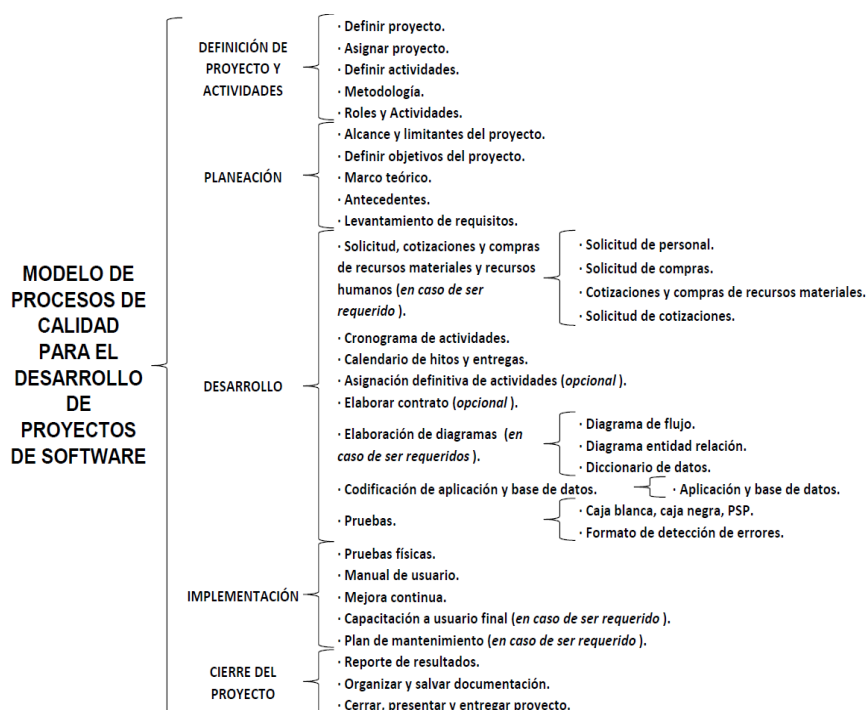 MODELO DE
PROCESOS DE
CALIDAD
PARA EL
DESARROLLO
DE
PROYECTOS
DE SOFTWARE
DEFINICIÓN DE
PROYECTO Y
ACTIVIDADES
· Definir proyecto.
· Asignar proyecto.
· Definir actividades.
· Metodología.
· Roles y Actividades.
PLANEACIÓN
· Alcance y limitantes del proyecto.
· Definir objetivos del proyecto.
· Marco teórico.
· Antecedentes.
· Levantamiento de requisitos.
DESARROLLO
· Solicitud, cotizaciones y compras
de recursos materiales y recursos
humanos (en caso de ser
requerido ).
· Solicitud de personal.
· Solicitud de compras.
· Cotizaciones y compras de recursos materiales.
· Solicitud de cotizaciones.
· Cronograma de actividades.
· Calendario de hitos y entregas.
· Asignación definitiva de actividades (opcional ).
· Elaborar contrato (opcional ).
· Elaboración de diagramas (en
caso de ser requeridos ).
· Diagrama de flujo.
· Diagrama entidad relación.
· Diccionario de datos.
· Codificación de aplicación y base de datos.
· Aplicación y base de datos.
· Pruebas.
· Caja blanca, caja negra, PSP.
· Formato de detección de errores.
IMPLEMENTACIÓN
· Pruebas físicas.
· Manual de usuario.
· Mejora continua.
· Capacitación a usuario final (en caso de ser requerido ).
· Plan de mantenimiento (en caso de ser requerido ).
CIERRE DEL
PROYECTO
· Reporte de resultados.
· Organizar y salvar documentación.
· Cerrar, presentar y entregar proyecto.